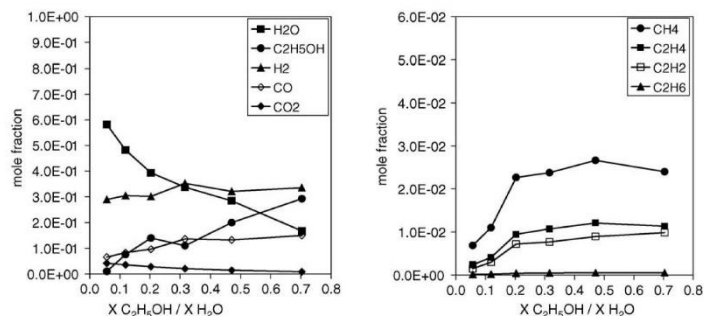 1.0E+00
9.0E-01
8.0E-01
7.0E-01
6.0E-01
5.0E-01
4.0E-01
3.0E-01
2.0E-01
1.0E-01
0.0E+00
mole fraction
H2O
C2H5OH
H2
CO
CO2
0.0 0.1 0.2 0.3 0.4 0.5 0.6 0.7 0.8
X C₂H₅OH / X H₂O
6.0E-02
5.0E-02
4.0E-02
3.0E-02
2.0E-02
1.0E-02
0.0E+00
mole fraction
CH4
C2H4
C2H2
C2H6
0.0 0.1 0.2 0.3 0.4 0.5 0.6 0.7 0.8
X C₂H₅OH / X H₂O